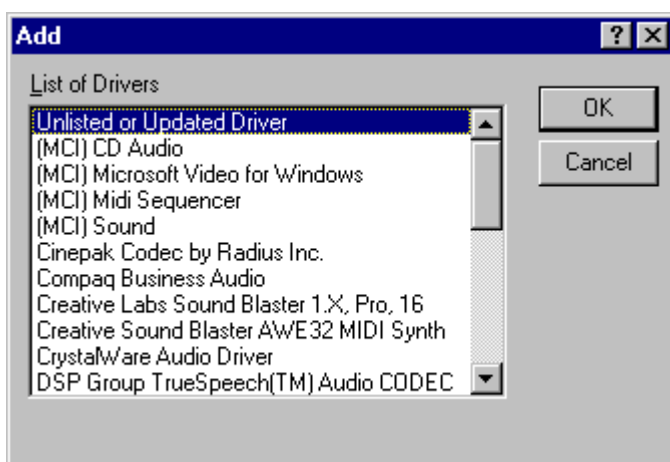 Add
List of Drivers
Unlisted or Updated Driver
(MCI) CD Audio
(MCI) Microsoft Video for Windows
(MCI) Midi Sequencer
(MCI) Sound
Cinepak Codec by Radius Inc.
Compaq Business Audio
Creative Labs Sound Blaster 1.X, Pro, 16
Creative Sound Blaster AWE32 MIDI Synth
CrystalWare Audio Driver
DSP Group TrueSpeech(TM) Audio CODEC
OK
Cancel